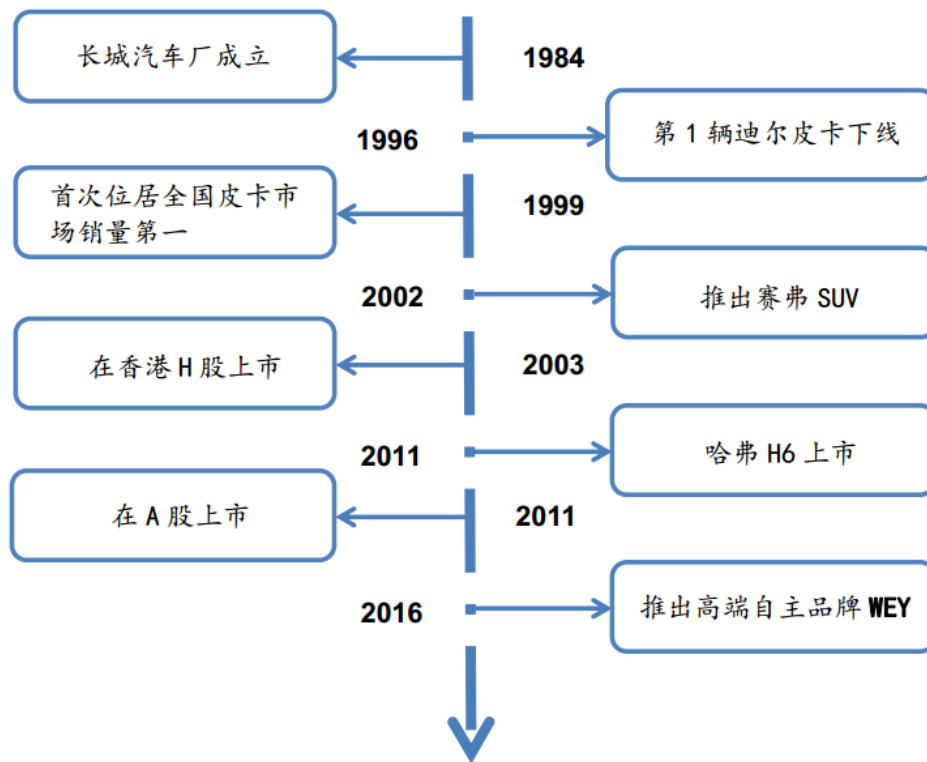 长城汽车厂成立
1984
1996
第1辆迪尔皮卡下线
首次位居全国皮卡市
场销量第一
1999
2002
推出赛弗 SUV
在香港 H 股上市
2003
2011
哈弗 H6 上市
在 A 股上市
2011
2016
推出高端自主品牌 WEY